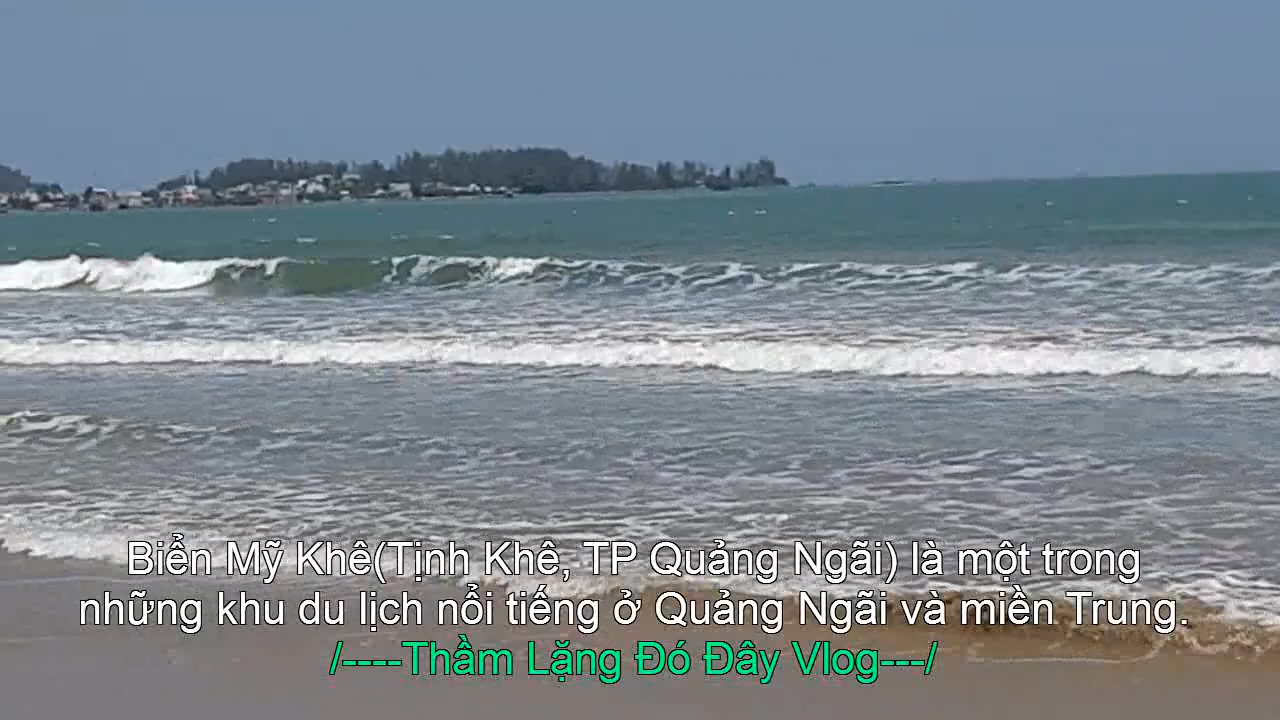 Biển Mỹ Khê(Tịnh Khê, TP Quảng Ngãi) là một trong
những khu du lịch nổi tiếng ở Quảng Ngãi và miền Trung.
/----Thầm Lặng Đó Đây Vlog---/